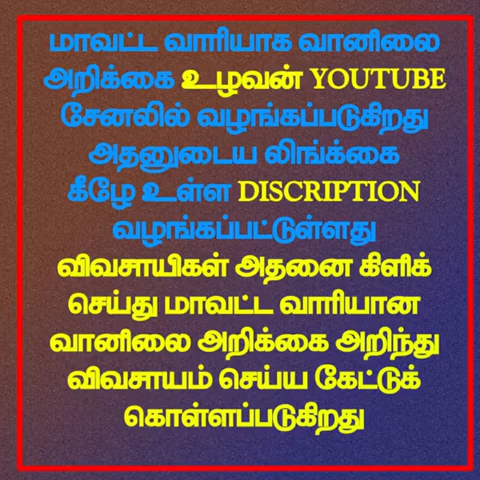 மாவட்ட வாரியாக வானிலை
அறிக்கை உழவன் YOUTUBE
சேனலில் வழங்கப்படுகிறது
அதனுடைய லிங்க்கை
கீழே உள்ள DISCRIPTION
வழங்கப்பட்டுள்ளது
விவசாயிகள் அதனை கிளிக்
செய்து மாவட்ட வாரியான
வானிலை அறிக்கை அறிந்து
விவசாயம் செய்ய கேட்டுக்
கொள்ளப்படுகிறது